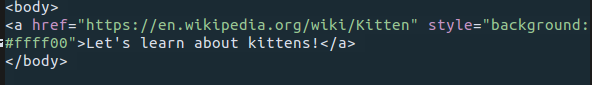 <body>
<a href="https://en.wikipedia.org/wiki/Kitten" style="background:
#ffff00">Let's learn about kittens!</a>
</body>